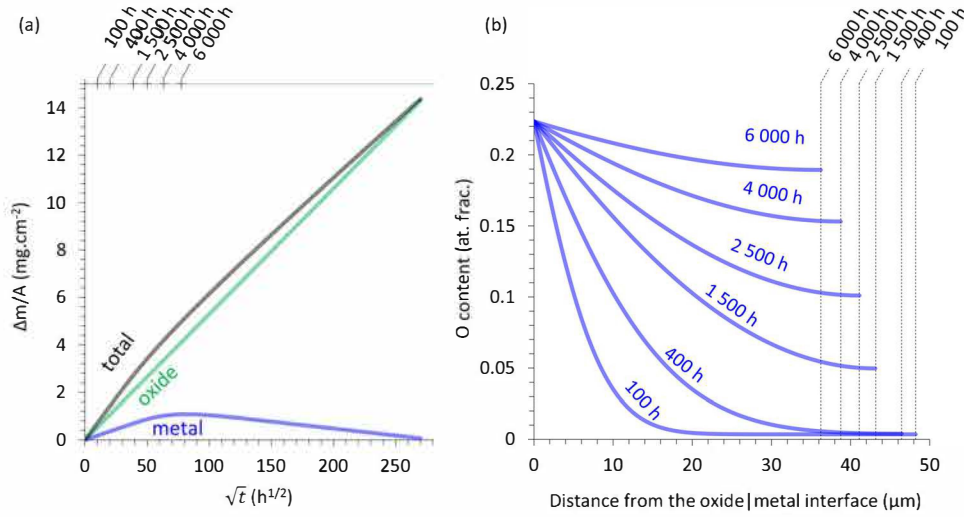 (a)
100 h
400 h
1 500 h
2 500 h
4 000 h
6 000 h
14
12
10
8
6
4
2
0
Δm/A (mg.cm⁻²)
total
oxide
metal
0
50
100
150
200
250
√t (h¹/²)
(b)
6 000 h
4 000 h
2 500 h
1 500 h
400 h
100 h
0.25
0.2
0.15
0.1
0.05
0
O content (at. frac.)
6 000 h
4 000 h
2 500 h
1 500 h
400 h
100 h
0
10
20
30
40
50
Distance from the oxide|metal interface (μm)